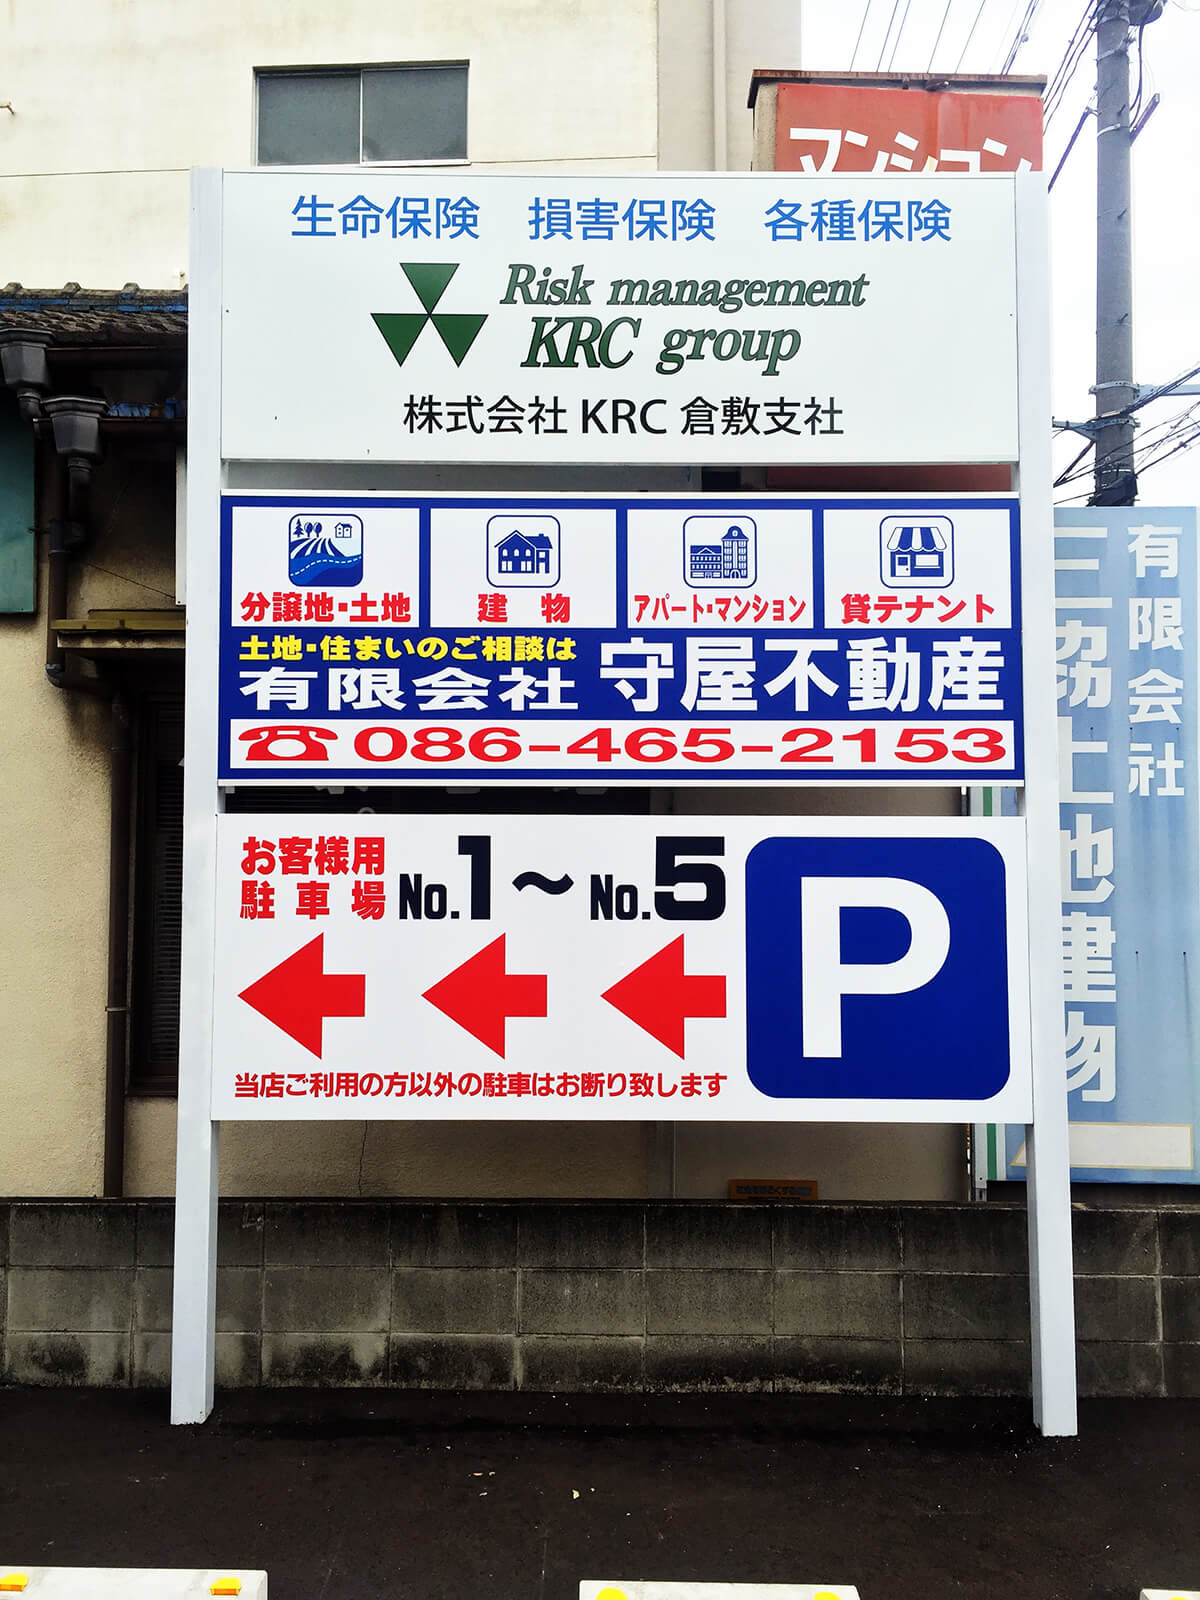 マンション
生命保険 損害保険 各種保険
Risk management
KRC group
株式会社 KRC 倉敷支社
分譲地・土地 建物 アパート・マンション 貸テナント
土地・住まいのご相談は
有限会社 守屋不動産
☎086-465-2153
お客様用
駐車場 No.1～No.5
P
当店ご利用の方以外の駐車はお断り致します
有限会社
土地建物